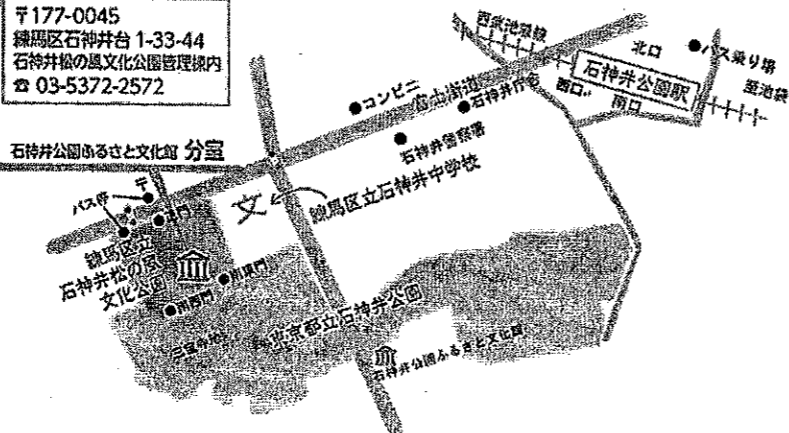 〒177-0045
練馬区石神井台 1-33-44
石神井松の風文化公園管理棟内
☎ 03-5372-2572
石神井公園ふるさと文化館 分室
西武池袋線
北口
バス乗り場
石神井公園駅
至池袋
西口
南口
コンビニ
富士街道
石神井庁舎
石神井警察署
練馬区立石神井中学校
文
〒
バス停
練馬区立
石神井松の風
文化公園
南東門
南西門
三宝寺池
東京都立石神井公園
石神井公園ふるさと文化館